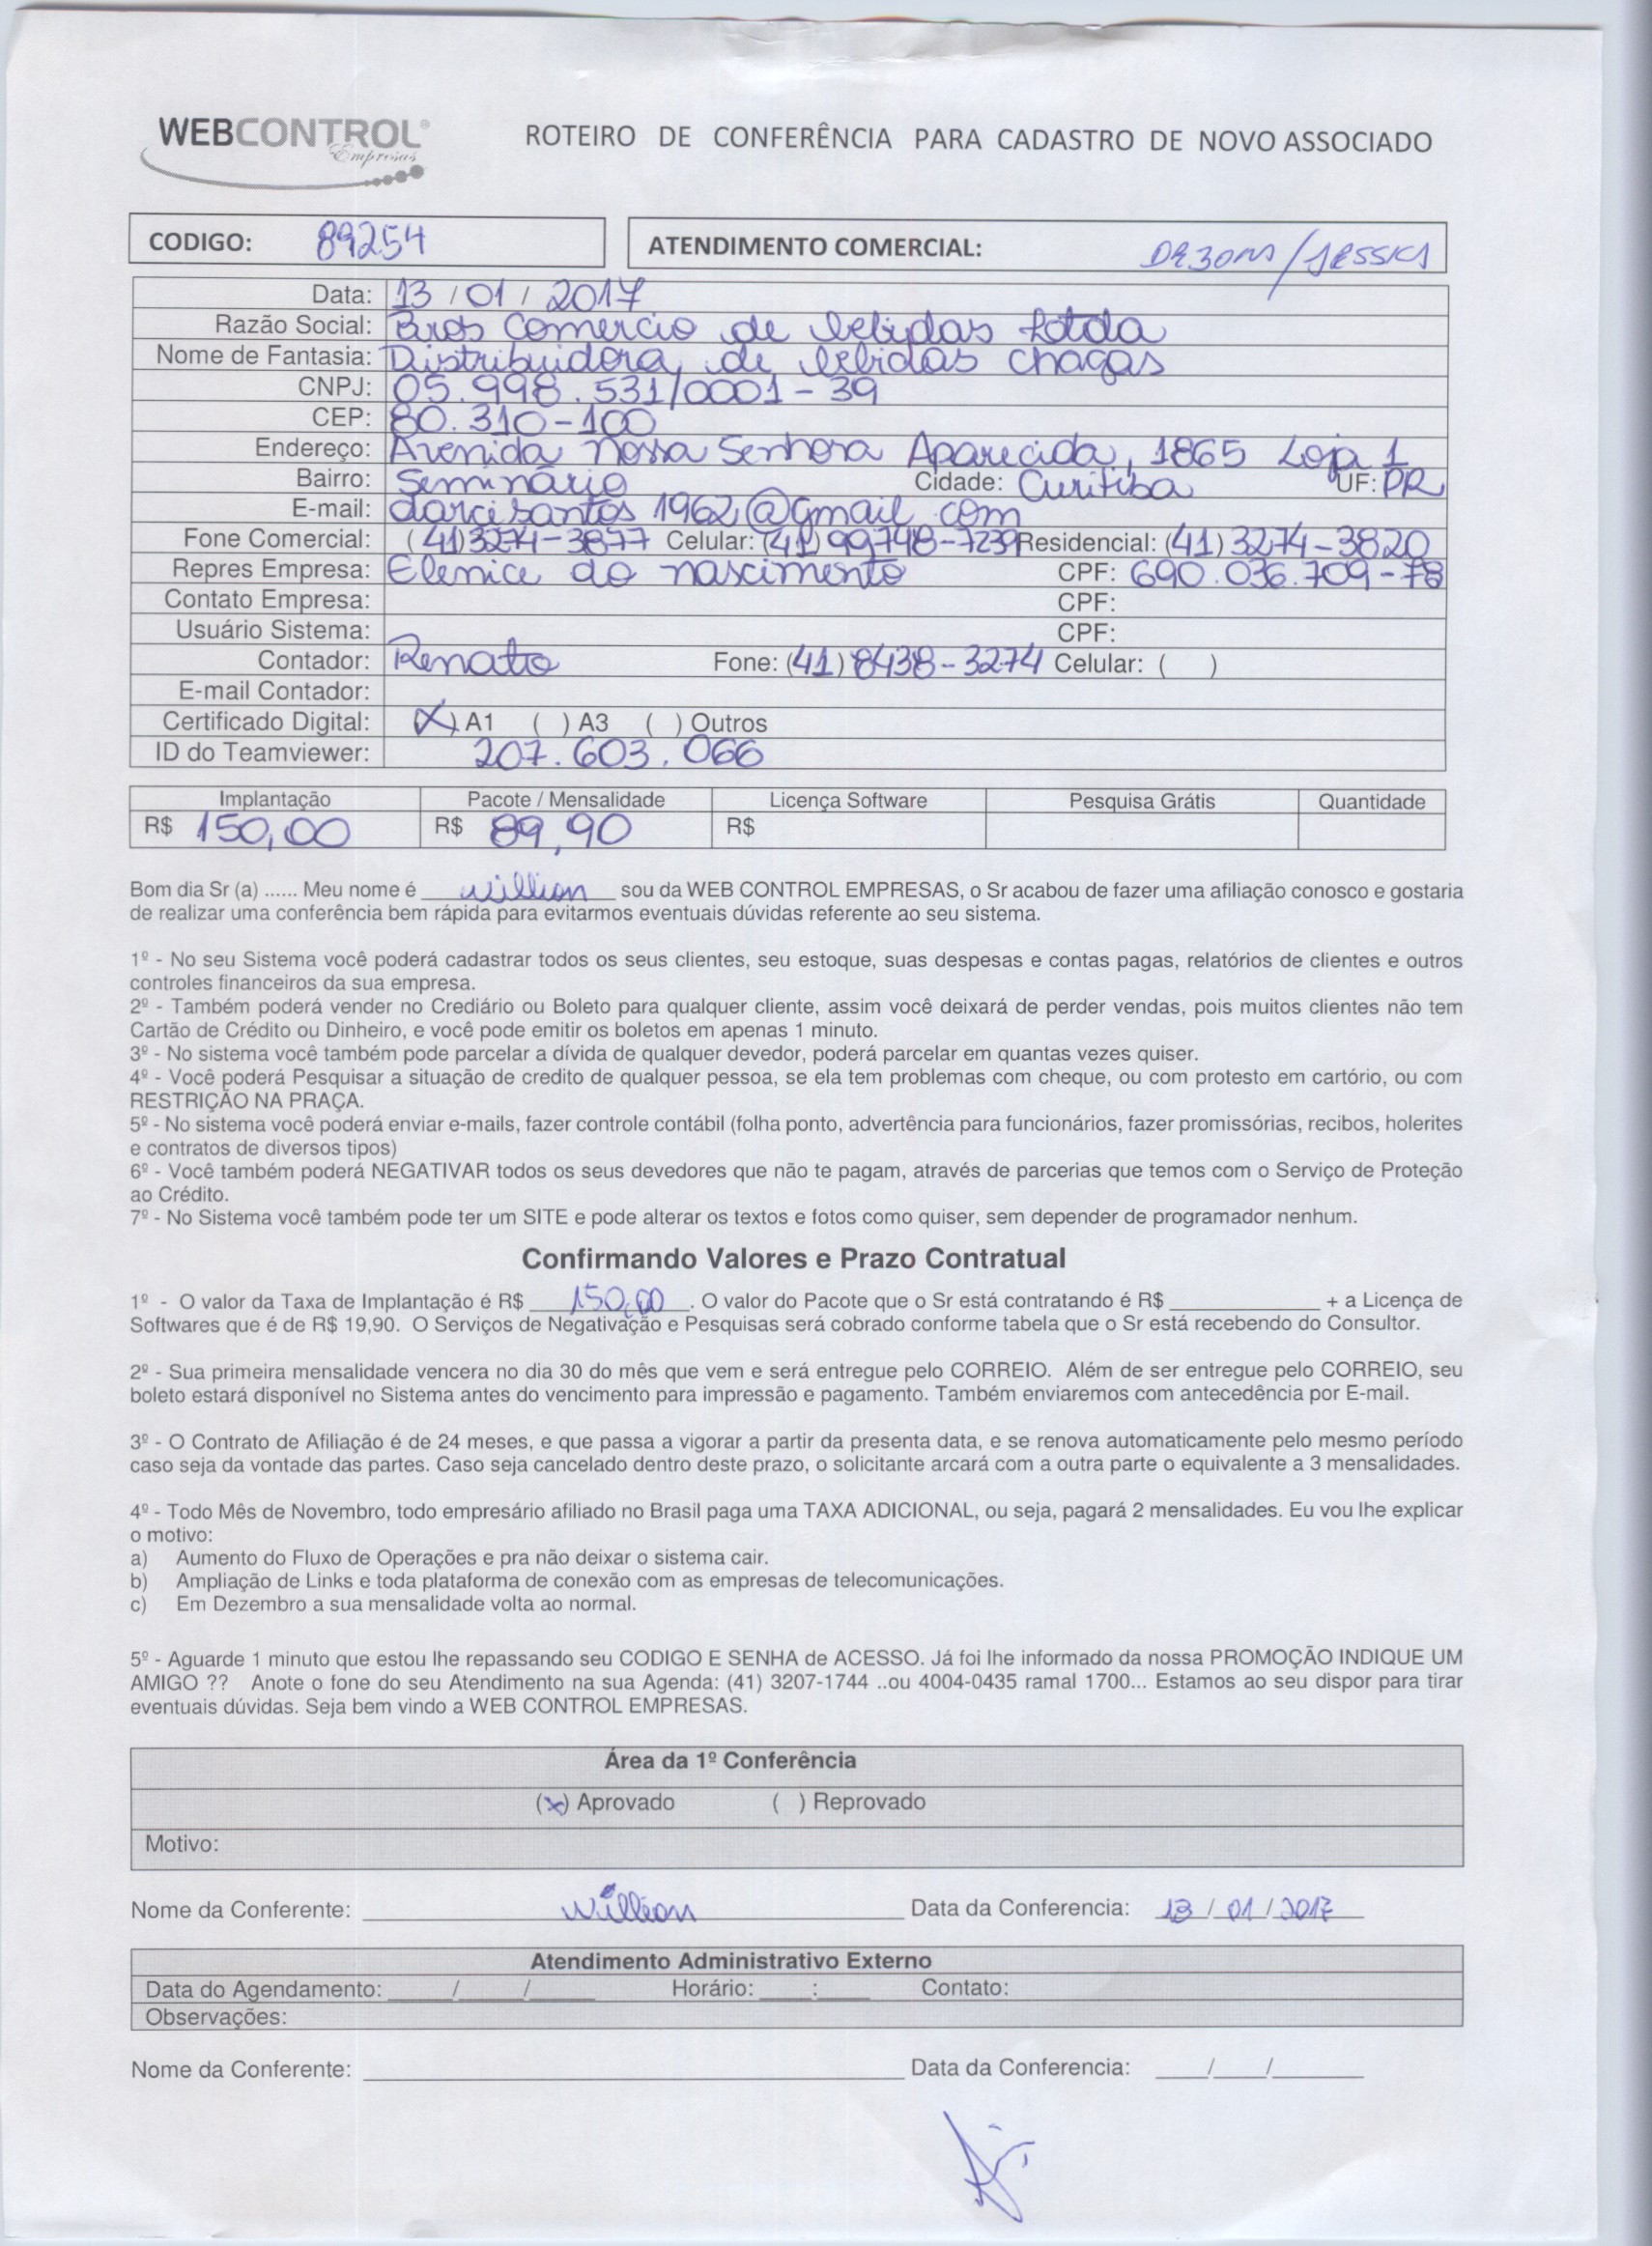 WEBCONTROL®
Empresas
ROTEIRO DE CONFERÊNCIA PARA CADASTRO DE NOVO ASSOCIADO
CODIGO: 89254
ATENDIMENTO COMERCIAL:
Data: 13 / 01 / 2017
Razão Social: Bros Comercio de bebidas Ltda
Nome de Fantasia: Distribuidora de bebidas chagas
CNPJ: 05.998.531/0001-39
CEP: 80.310-100
Endereço: Avenida Nossa Senhora Aparecida, 1865 Loja 1
Bairro: Seminário Cidade: Curitiba UF: PR
E-mail: darcisantos1962@gmail.com
Fone Comercial: (41)3274-3877 Celular: (41) 99748-7239 Residencial: (41) 3274-3820
Repres Empresa: Elenice do nascimento CPF: 690.036.709-78
Contato Empresa: CPF:
Usuário Sistema: CPF:
Contador: Renato Fone: (41) 8438-3274 Celular: ( )
E-mail Contador:
Certificado Digital: (X) A1 ( ) A3 ( ) Outros
ID do Teamviewer: 207.603.066
Implantação Pacote / Mensalidade Licença Software Pesquisa Grátis Quantidade
R$ 150,00 R$ 89,90 R$
Bom dia Sr (a) ...... Meu nome é willian sou da WEB CONTROL EMPRESAS, o Sr acabou de fazer uma afiliação conosco e gostaria
de realizar uma conferência bem rápida para evitarmos eventuais dúvidas referente ao seu sistema.
1º - No seu Sistema você poderá cadastrar todos os seus clientes, seu estoque, suas despesas e contas pagas, relatórios de clientes e outros
controles financeiros da sua empresa.
2º - Também poderá vender no Crediário ou Boleto para qualquer cliente, assim você deixará de perder vendas, pois muitos clientes não tem
Cartão de Crédito ou Dinheiro, e você pode emitir os boletos em apenas 1 minuto.
3º - No sistema você também pode parcelar a dívida de qualquer devedor, poderá parcelar em quantas vezes quiser.
4º - Você poderá Pesquisar a situação de credito de qualquer pessoa, se ela tem problemas com cheque, ou com protesto em cartório, ou com
RESTRIÇÃO NA PRAÇA.
5º - No sistema você poderá enviar e-mails, fazer controle contábil (folha ponto, advertência para funcionários, fazer promissórias, recibos, holerites
e contratos de diversos tipos)
6º - Você também poderá NEGATIVAR todos os seus devedores que não te pagam, através de parcerias que temos com o Serviço de Proteção
ao Crédito.
7º - No Sistema você também pode ter um SITE e pode alterar os textos e fotos como quiser, sem depender de programador nenhum.
Confirmando Valores e Prazo Contratual
1º - O valor da Taxa de Implantação é R$ 150,00. O valor do Pacote que o Sr está contratando é R$ ____________ + a Licença de
Softwares que é de R$ 19,90. O Serviços de Negativação e Pesquisas será cobrado conforme tabela que o Sr está recebendo do Consultor.
2º - Sua primeira mensalidade vencera no dia 30 do mês que vem e será entregue pelo CORREIO. Além de ser entregue pelo CORREIO, seu
boleto estará disponível no Sistema antes do vencimento para impressão e pagamento. Também enviaremos com antecedência por E-mail.
3º - O Contrato de Afiliação é de 24 meses, e que passa a vigorar a partir da presenta data, e se renova automaticamente pelo mesmo período
caso seja da vontade das partes. Caso seja cancelado dentro deste prazo, o solicitante arcará com a outra parte o equivalente a 3 mensalidades.
4º - Todo Mês de Novembro, todo empresário afiliado no Brasil paga uma TAXA ADICIONAL, ou seja, pagará 2 mensalidades. Eu vou lhe explicar
o motivo:
a) Aumento do Fluxo de Operações e pra não deixar o sistema cair.
b) Ampliação de Links e toda plataforma de conexão com as empresas de telecomunicações.
c) Em Dezembro a sua mensalidade volta ao normal.
5º - Aguarde 1 minuto que estou lhe repassando seu CODIGO E SENHA de ACESSO. Já foi lhe informado da nossa PROMOÇÃO INDIQUE UM
AMIGO ?? Anote o fone do seu Atendimento na sua Agenda: (41) 3207-1744 ..ou 4004-0435 ramal 1700... Estamos ao seu dispor para tirar
eventuais dúvidas. Seja bem vindo a WEB CONTROL EMPRESAS.
Área da 1º Conferência
(x) Aprovado ( ) Reprovado
Motivo:
Nome da Conferente: willian Data da Conferencia: 13 / 01 / 2017
Atendimento Administrativo Externo
Data do Agendamento: ____/____/____ Horário: ____:____ Contato:
Observações:
Nome da Conferente: ____________ Data da Conferencia: ____/____/____